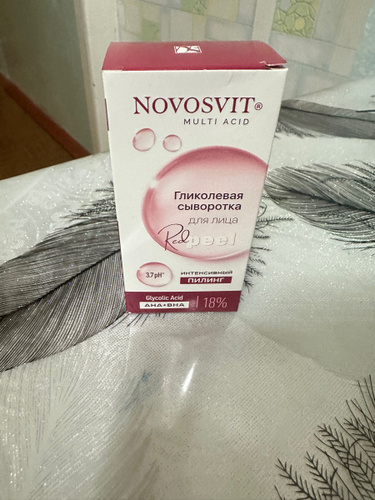 NOVOSVIT®
MULTI ACID
Гликолевая
сыворотка
для лица
Red peel
3.7 pH*
ИНТЕНСИВНЫЙ
ПИЛИНГ
Glycolic Acid
AHA+BHA
18%